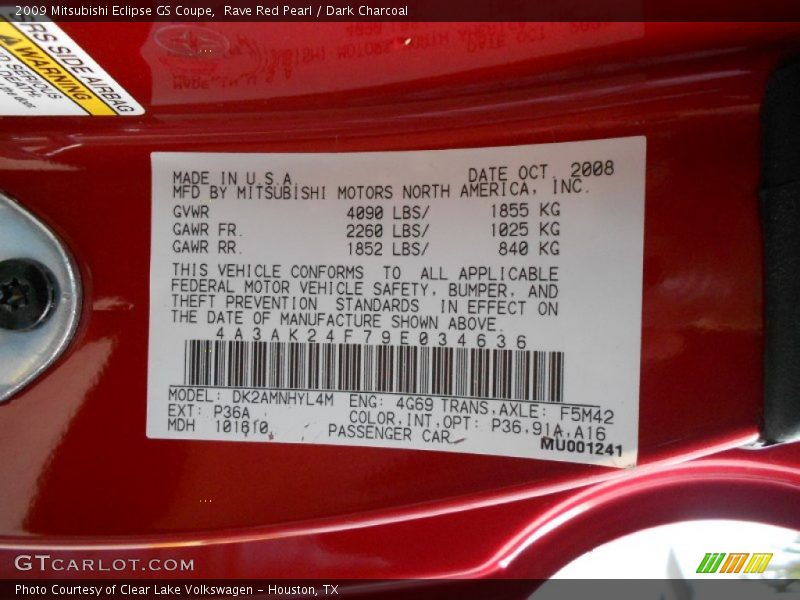 2009 Mitsubishi Eclipse GS Coupe,  Rave Red Pearl / Dark Charcoal
RS SIDE AIRBAG
WARNING
MADE IN U.S.A. DATE OCT. 2008
MFD BY MITSUBISHI MOTORS NORTH AMERICA, INC.
GVWR 4090 LBS/ 1855 KG
GAWR FR. 2260 LBS/ 1025 KG
GAWR RR. 1852 LBS/ 840 KG
THIS VEHICLE CONFORMS TO ALL APPLICABLE
FEDERAL MOTOR VEHICLE SAFETY, BUMPER, AND
THEFT PREVENTION STANDARDS IN EFFECT ON
THE DATE OF MANUFACTURE SHOWN ABOVE.
4A3AK24F79E034636
MODEL: DK2AMNHYL4M ENG: 4G69 TRANS,AXLE: F5M42
EXT: P36A COLOR,INT,OPT: P36,91A,A16
MDH 101610 PASSENGER CAR
MU001241
GTCARLOT.COM
Photo Courtesy of Clear Lake Volkswagen - Houston, TX